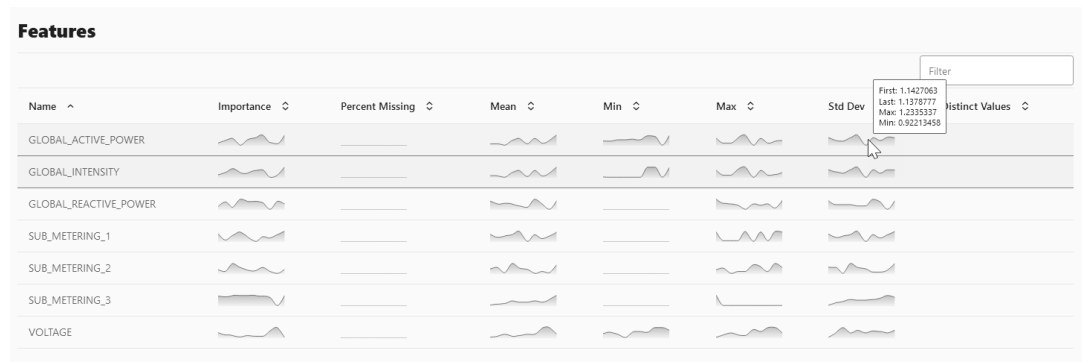 Features
Filter
Name Importance Percent Missing Mean Min Max Std Dev Distinct Values
First: 1.1427063
Last: 1.1378777
Max: 1.2335337
Min: 0.92213458
GLOBAL_ACTIVE_POWER
GLOBAL_INTENSITY
GLOBAL_REACTIVE_POWER
SUB_METERING_1
SUB_METERING_2
SUB_METERING_3
VOLTAGE